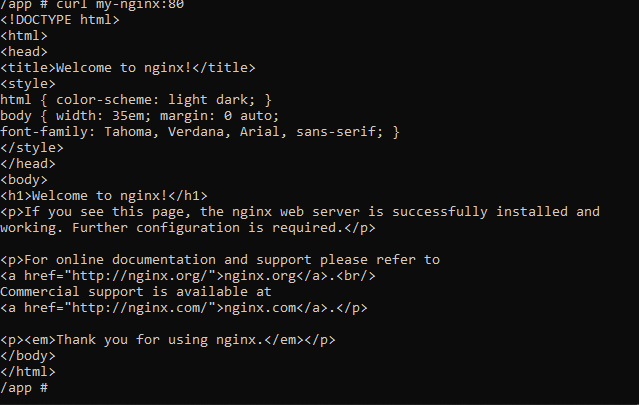 /app # curl my-nginx:80
<!DOCTYPE html>
<html>
<head>
<title>Welcome to nginx!</title>
<style>
html { color-scheme: light dark; }
body { width: 35em; margin: 0 auto;
font-family: Tahoma, Verdana, Arial, sans-serif; }
</style>
</head>
<body>
<h1>Welcome to nginx!</h1>
<p>If you see this page, the nginx web server is successfully installed and
working. Further configuration is required.</p>

<p>For online documentation and support please refer to
<a href="http://nginx.org/">nginx.org</a>.<br/>
Commercial support is available at
<a href="http://nginx.com/">nginx.com</a>.</p>

<p><em>Thank you for using nginx.</em></p>
</body>
</html>
/app #